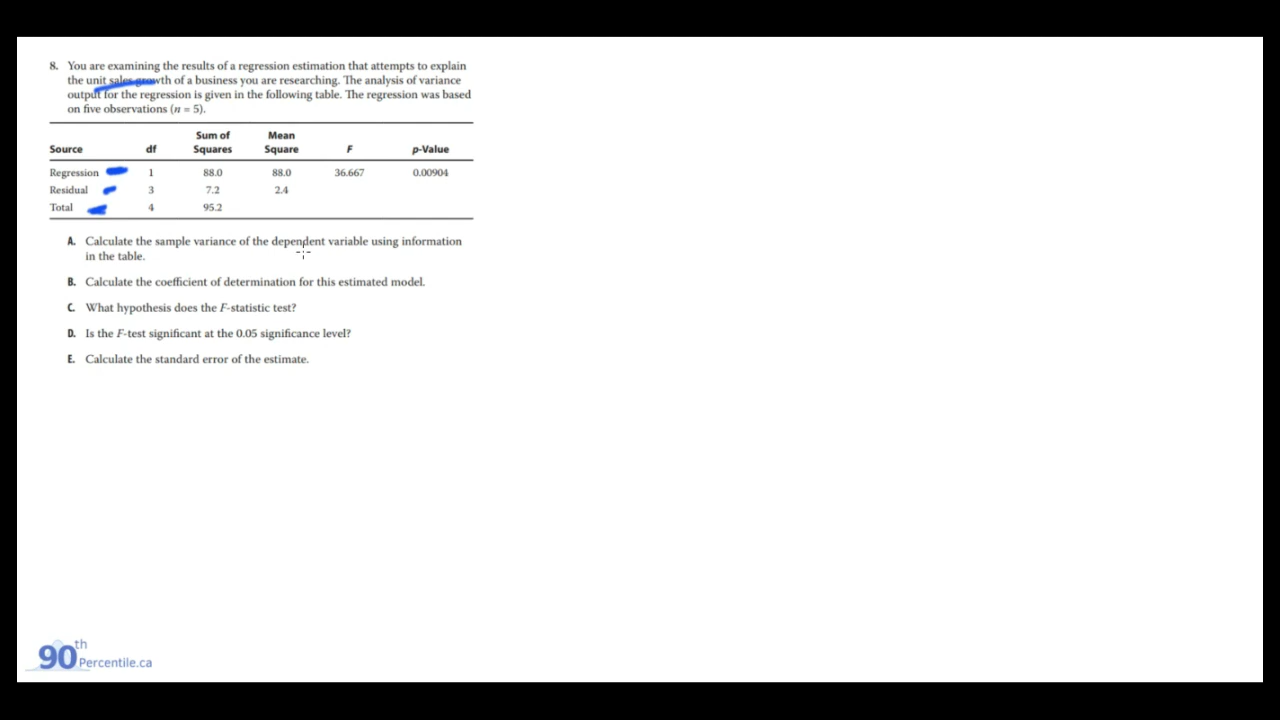 8. You are examining the results of a regression estimation that attempts to explain
the unit sales growth of a business you are researching. The analysis of variance
output for the regression is given in the following table. The regression was based
on five observations (n = 5).
Sum of Mean
Source df Squares Square F p-Value
Regression 1 88.0 88.0 36.667 0.00904
Residual 3 7.2 2.4
Total 4 95.2
A. Calculate the sample variance of the dependent variable using information
in the table.
B. Calculate the coefficient of determination for this estimated model.
C. What hypothesis does the F-statistic test?
D. Is the F-test significant at the 0.05 significance level?
E. Calculate the standard error of the estimate.
90th
Percentile.ca